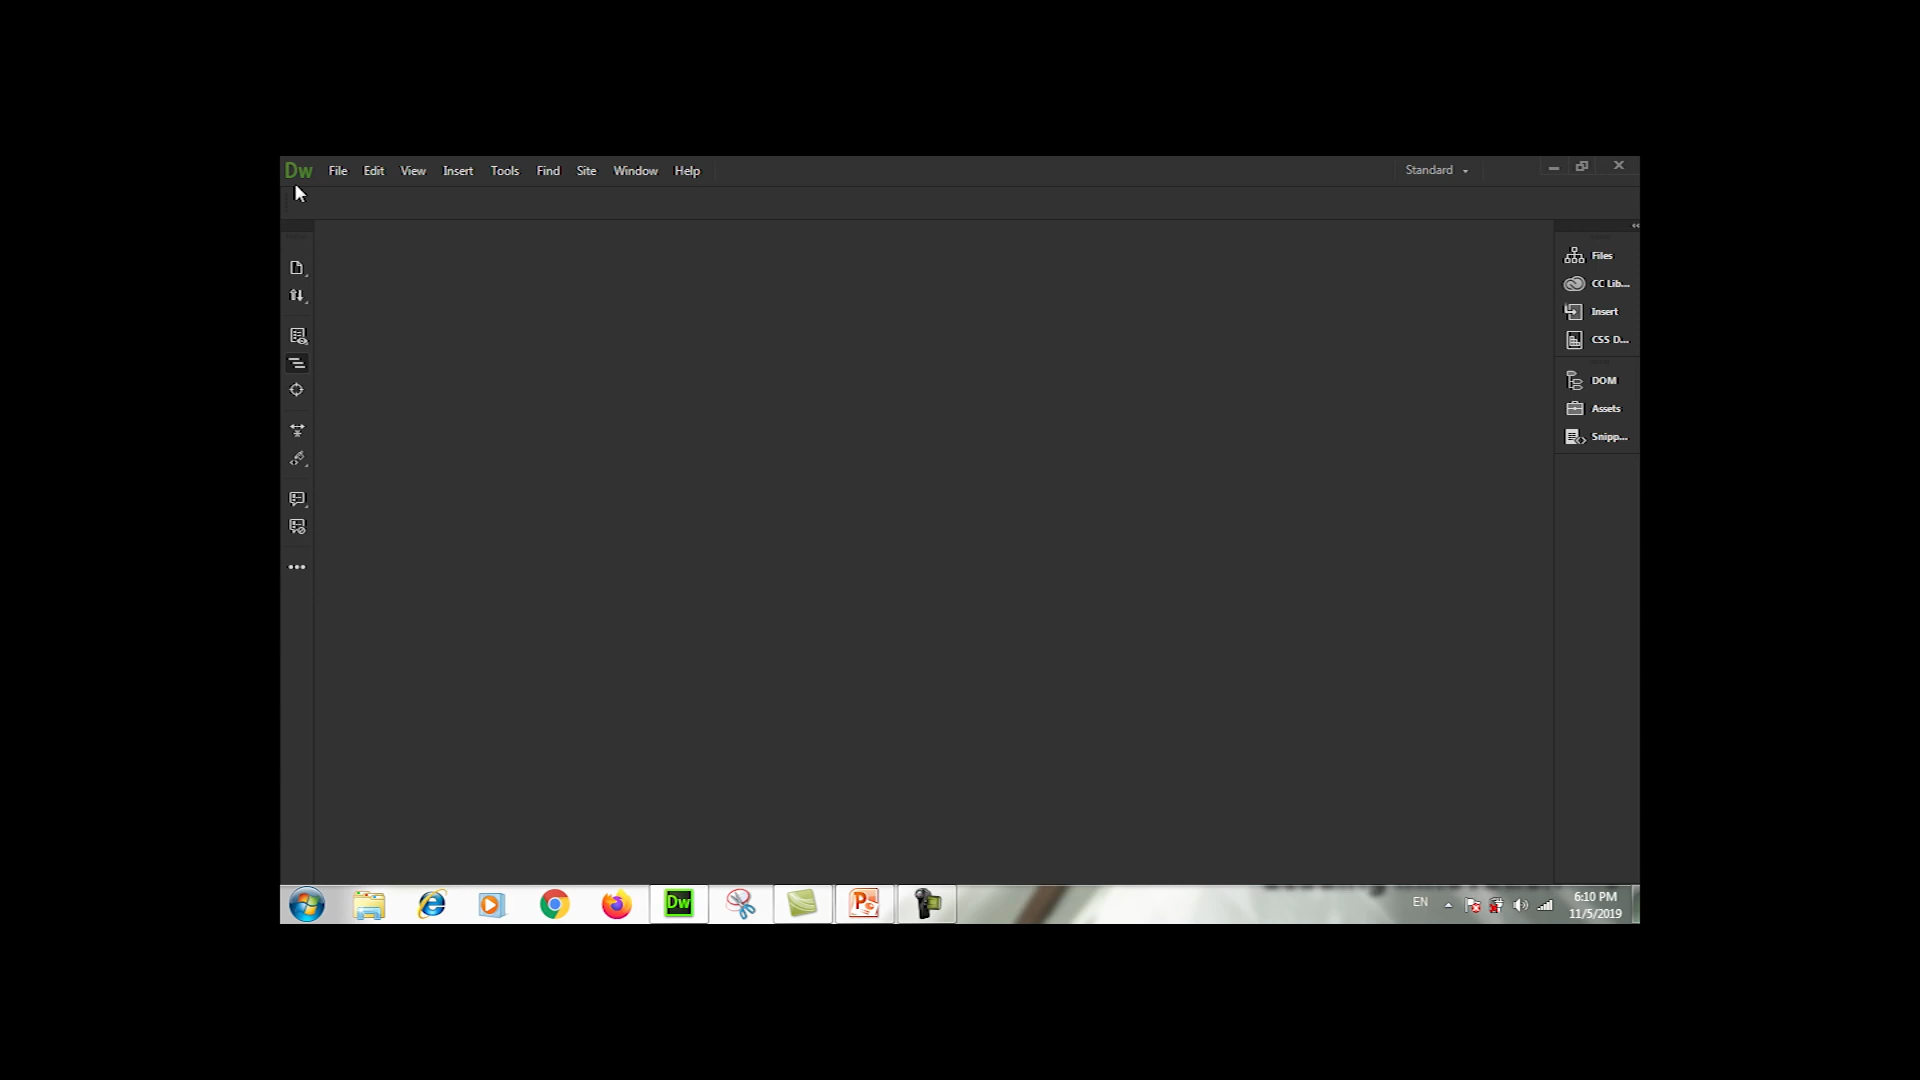 Dw File Edit View Insert Tools Find Site Window Help Standard
Files
CC Lib...
Insert
CSS D...
DOM
Assets
Snipp...
Dw
EN
6:10 PM
11/5/2019